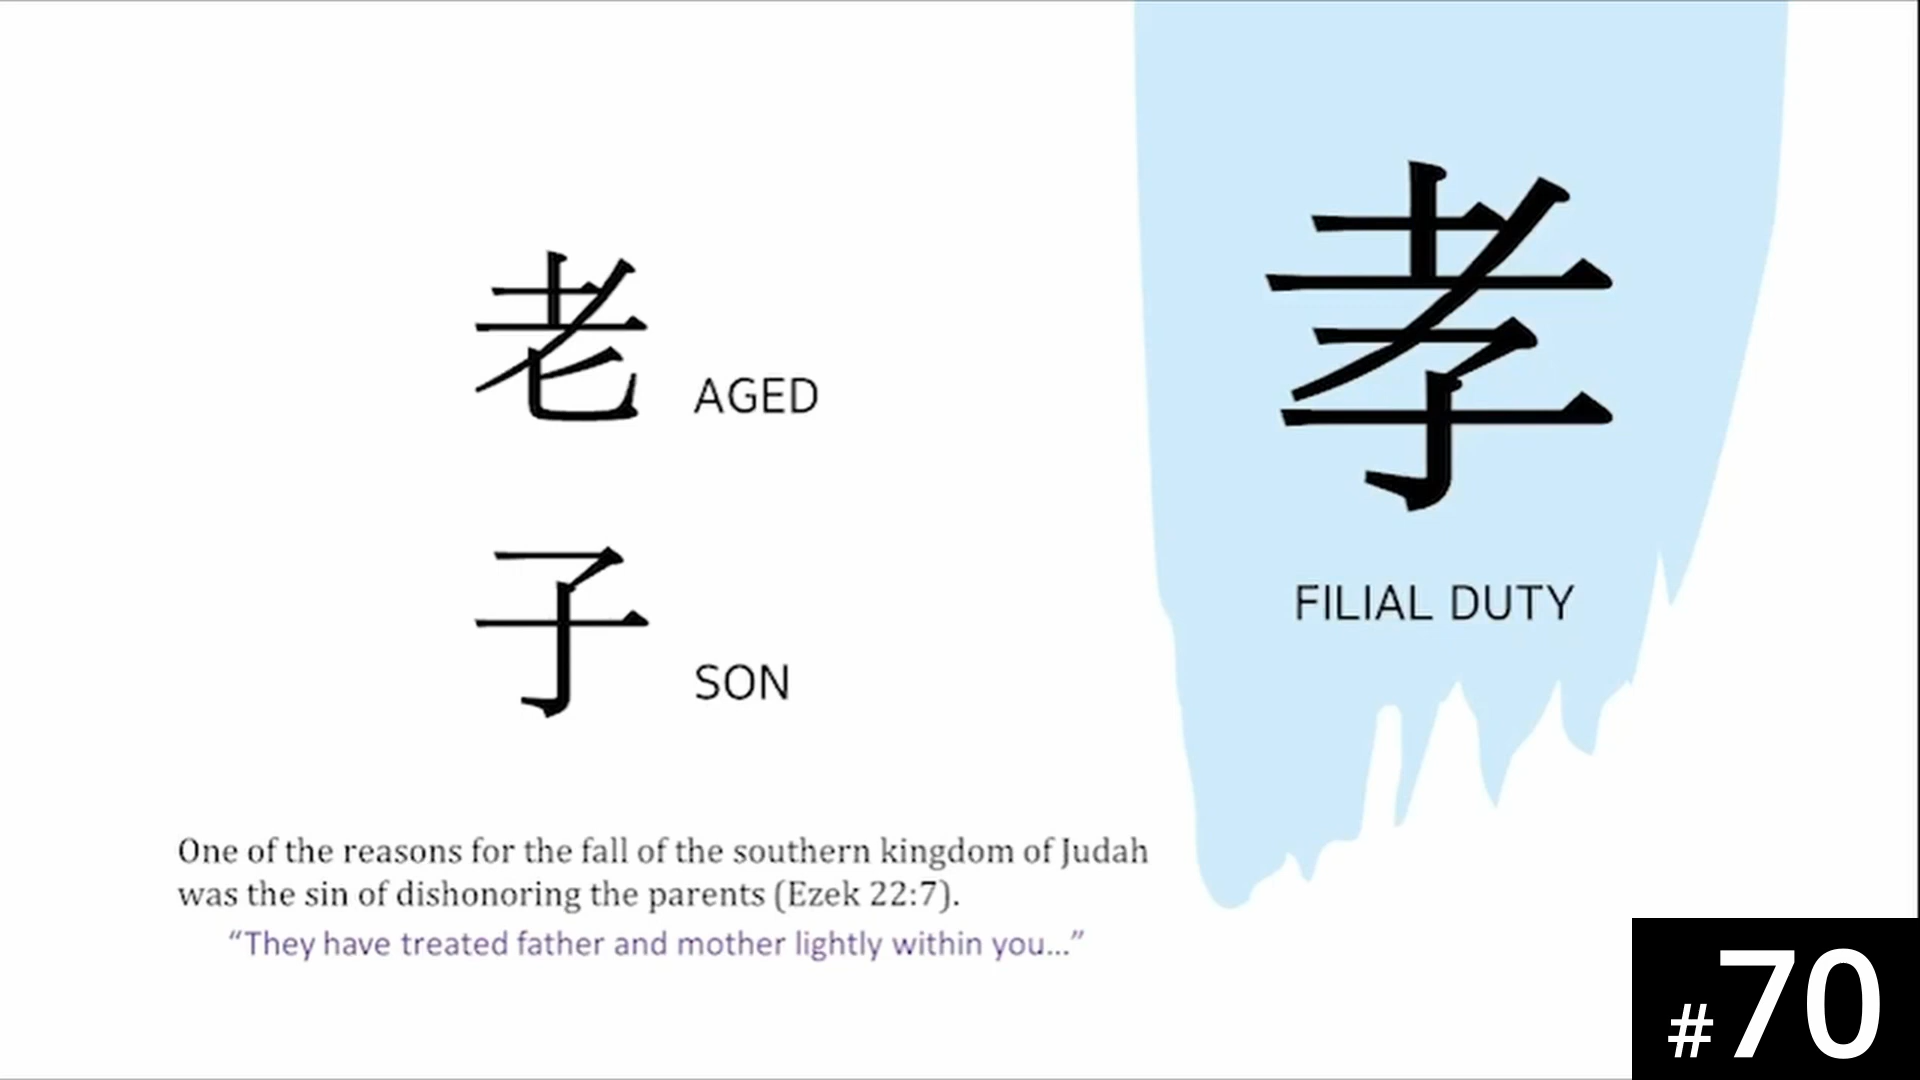 老 AGED
子 SON
孝
FILIAL DUTY
One of the reasons for the fall of the southern kingdom of Judah
was the sin of dishonoring the parents (Ezek 22:7).
“They have treated father and mother lightly within you...”
#70